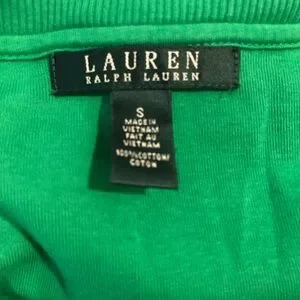 LAUREN
RALPH LAUREN
S
MADE IN
VIETNAM
FAIT AU
VIETNAM
100%COTTON/
COTON